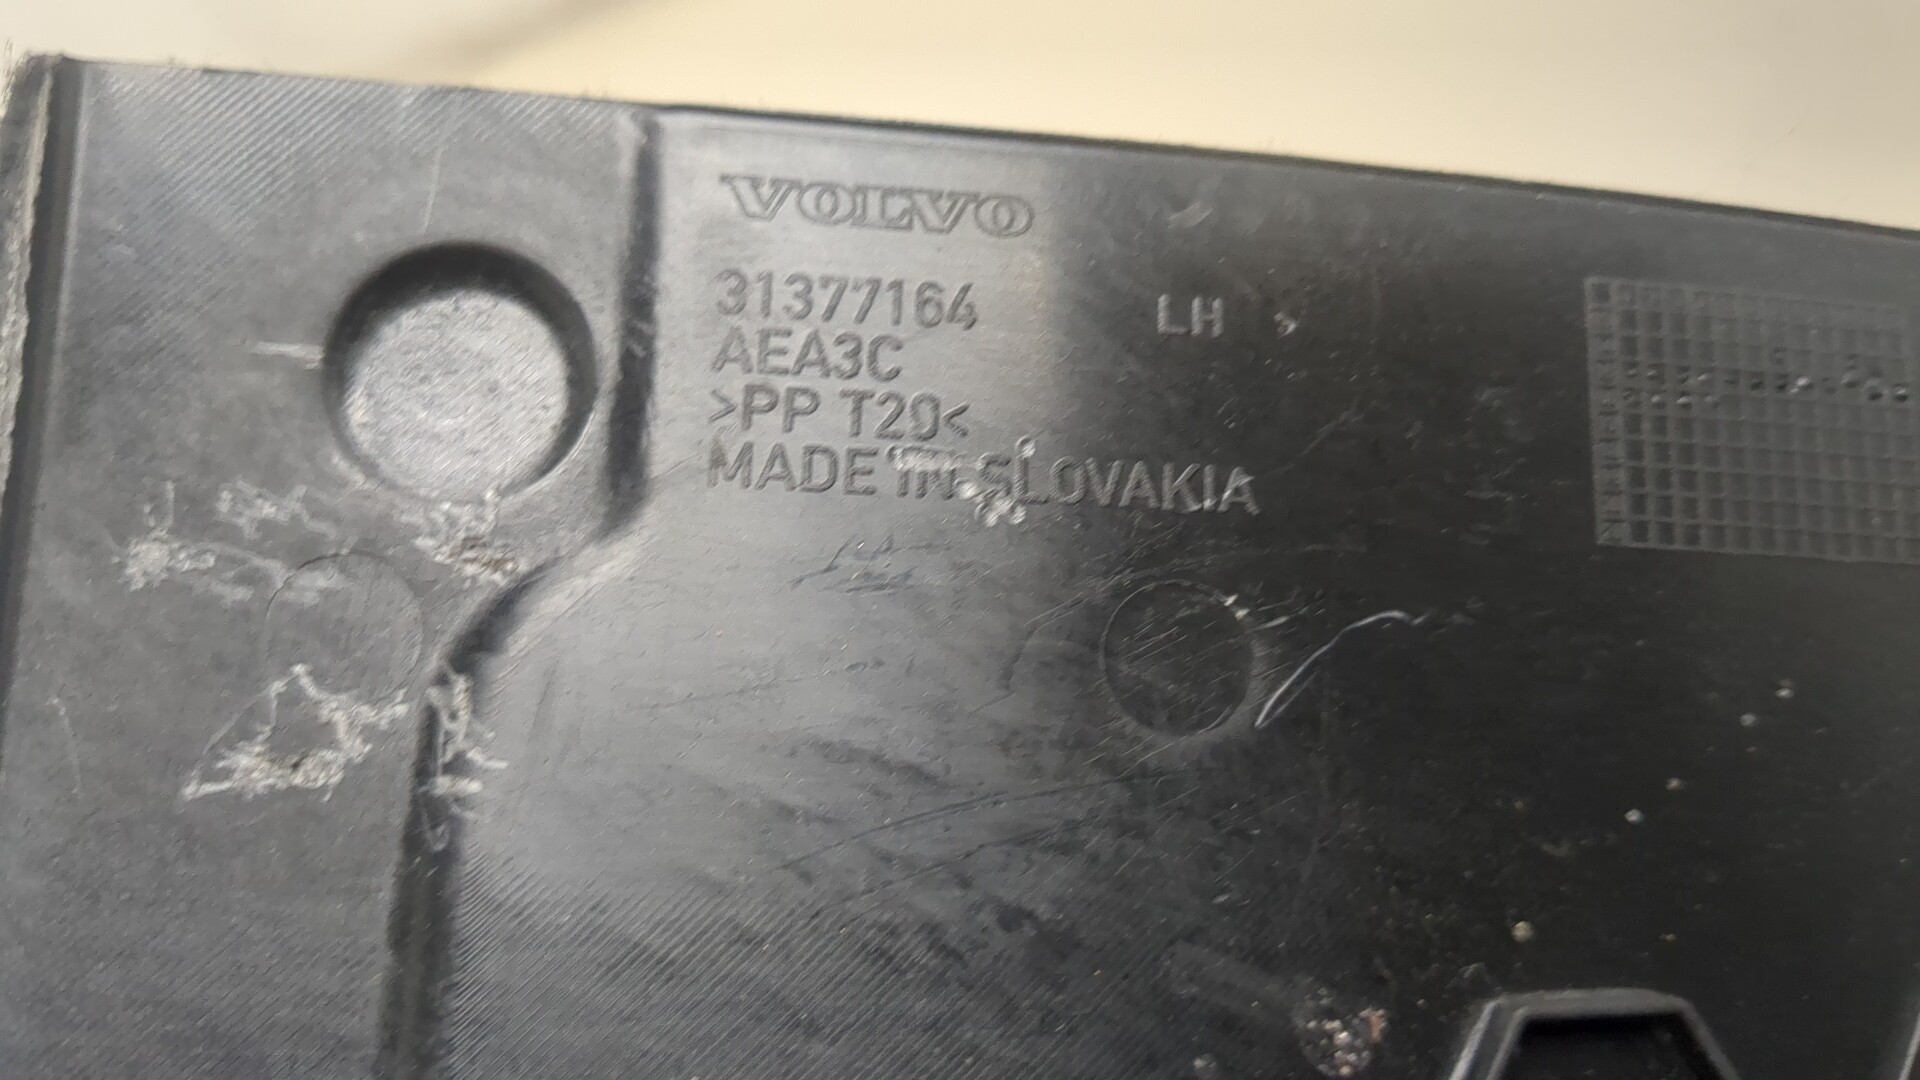 VOLVO
31377164
LH
AEA3C
>PP T20<
MADE IN SLOVAKIA